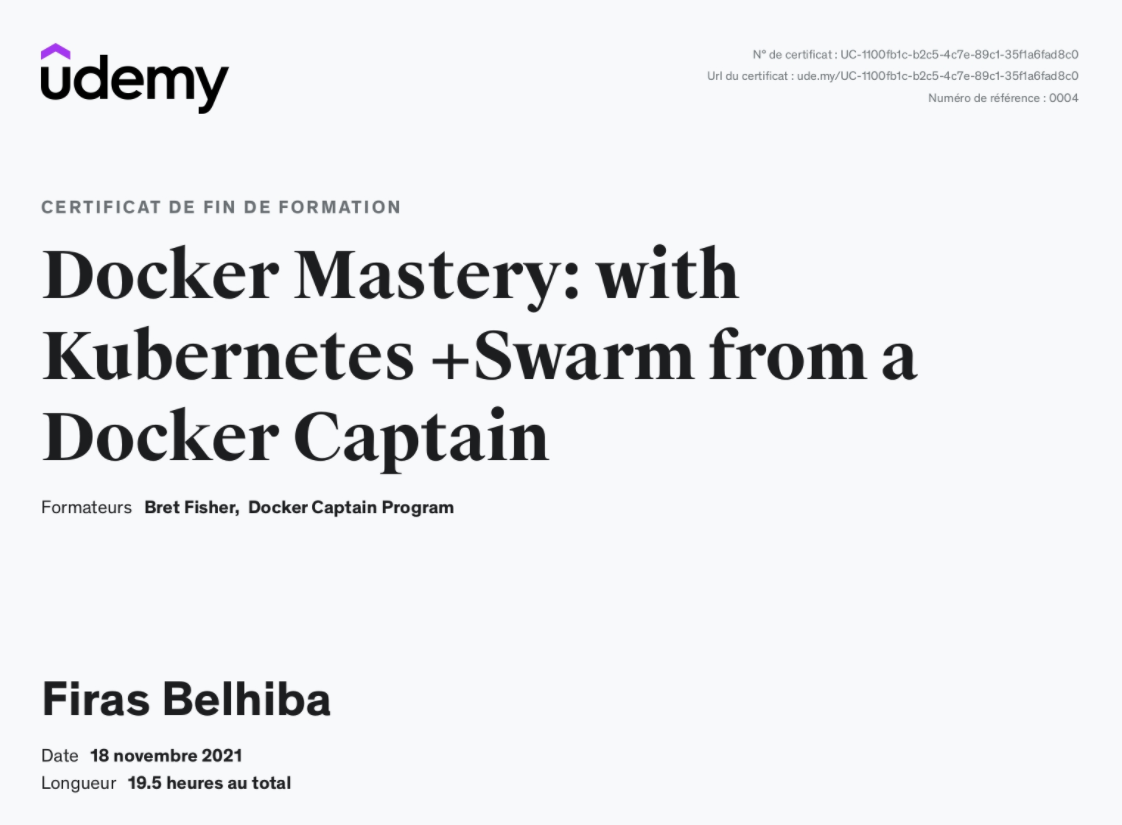 udemy
N° de certificat : UC-1100fb1c-b2c5-4c7e-89c1-35f1a6fad8c0
Url du certificat : ude.my/UC-1100fb1c-b2c5-4c7e-89c1-35f1a6fad8c0
Numéro de référence : 0004
CERTIFICAT DE FIN DE FORMATION
Docker Mastery: with
Kubernetes +Swarm from a
Docker Captain
Formateurs Bret Fisher, Docker Captain Program
Firas Belhiba
Date 18 novembre 2021
Longueur 19.5 heures au total